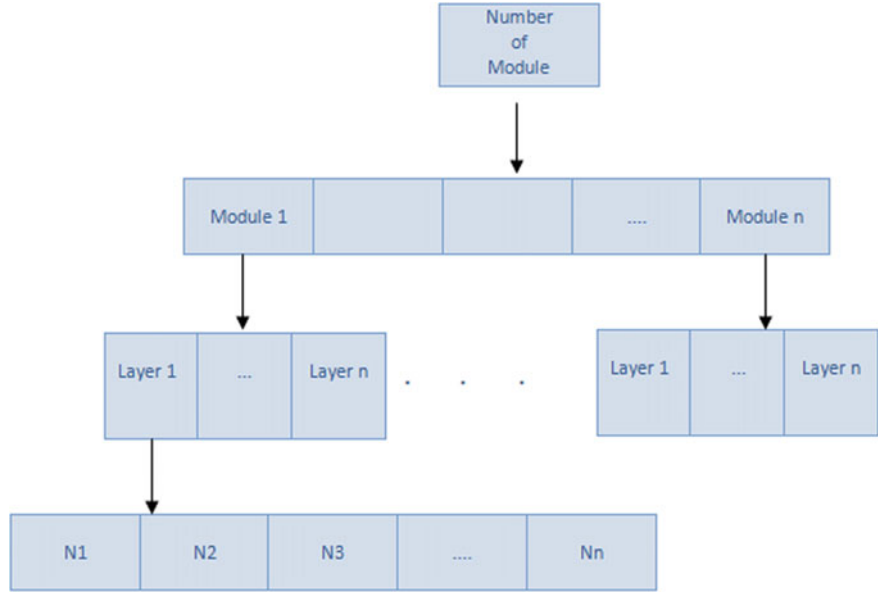 Number
of
Module
Module 1 .... Module n
Layer 1 ... Layer n . . . Layer 1 ... Layer n
N1 N2 N3 .... Nn